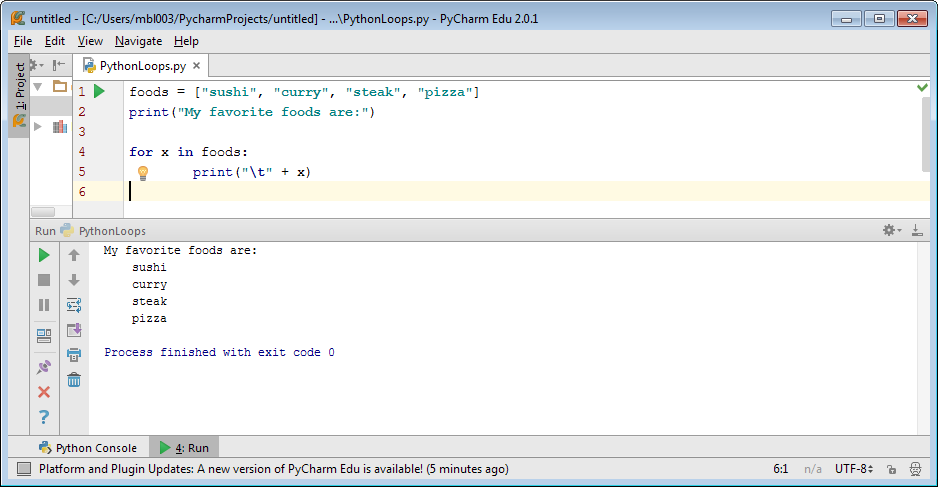 untitled - [C:/Users/mbl003/PycharmProjects/untitled] - ...\PythonLoops.py - PyCharm Edu 2.0.1
File Edit View Navigate Help
1: Project
PythonLoops.py ×
1 foods = ["sushi", "curry", "steak", "pizza"]
2 print("My favorite foods are:")
3
4 for x in foods:
5 print("\t" + x)
6
Run PythonLoops
My favorite foods are:
sushi
curry
steak
pizza
Process finished with exit code 0
Python Console 4: Run
Platform and Plugin Updates: A new version of PyCharm Edu is available! (5 minutes ago) 6:1 n/a UTF-8